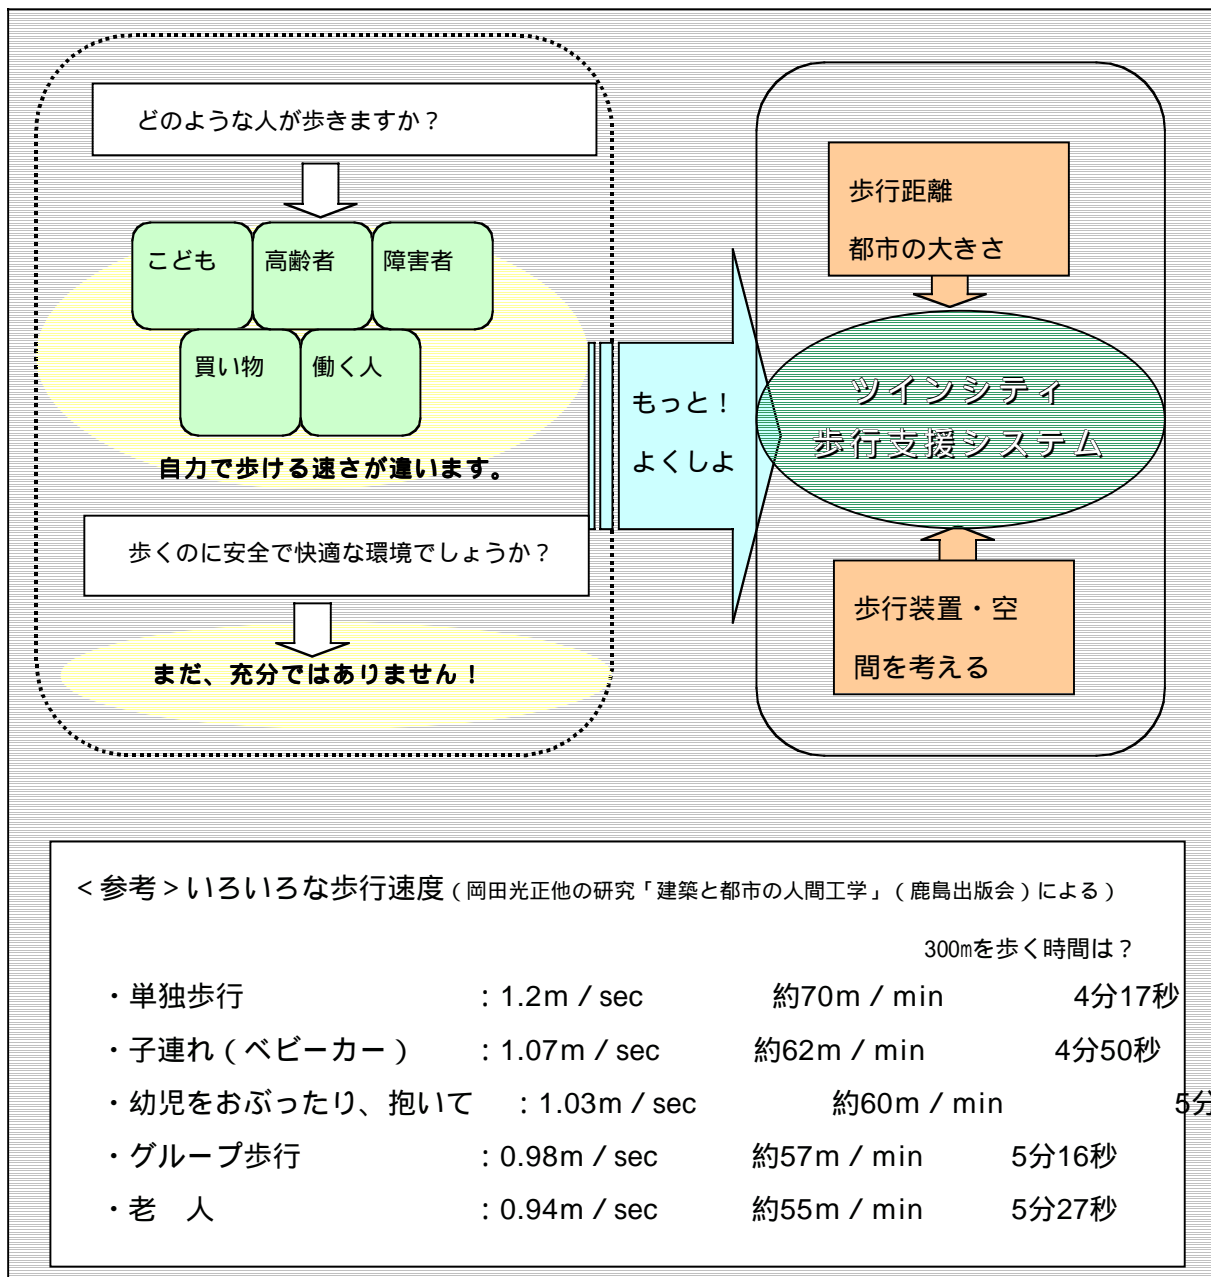 どのような人が歩きますか？
こども
高齢者
障害者
買い物
働く人
自力で歩ける速さが違います。
歩くのに安全で快適な環境でしょうか？
まだ、充分ではありません！
もっと！
よくしよ
歩行距離
都市の大きさ
ツインシティ
歩行支援システム
歩行装置・空
間を考える
＜参考＞いろいろな歩行速度（岡田光正他の研究「建築と都市の人間工学」（鹿島出版会）による）
300mを歩く時間は？
・単独歩行 ：1.2m／sec 約70m／min 4分17秒
・子連れ（ベビーカー） ：1.07m／sec 約62m／min 4分50秒
・幼児をおぶったり、抱いて ：1.03m／sec 約60m／min 5分
・グループ歩行 ：0.98m／sec 約57m／min 5分16秒
・老　人 ：0.94m／sec 約55m／min 5分27秒